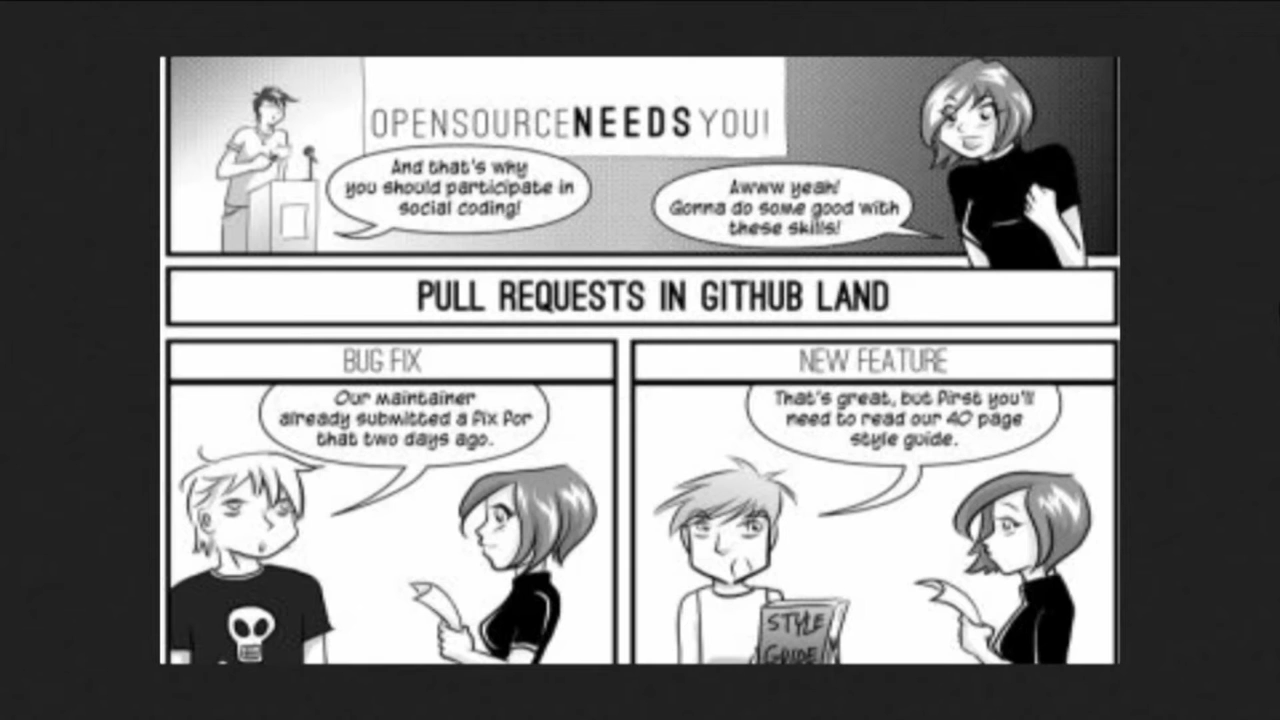 OPENSOURCENEEDS YOU!
And that's why
you should participate in
social coding!
Awww yeah!
Gonna do some good with
these skills!
PULL REQUESTS IN GITHUB LAND
BUG FIX
Our maintainer
already submitted a fix for
that two days ago.
NEW FEATURE
That's great, but first you'll
need to read our 40 page
style guide.
STYLE
GUIDE